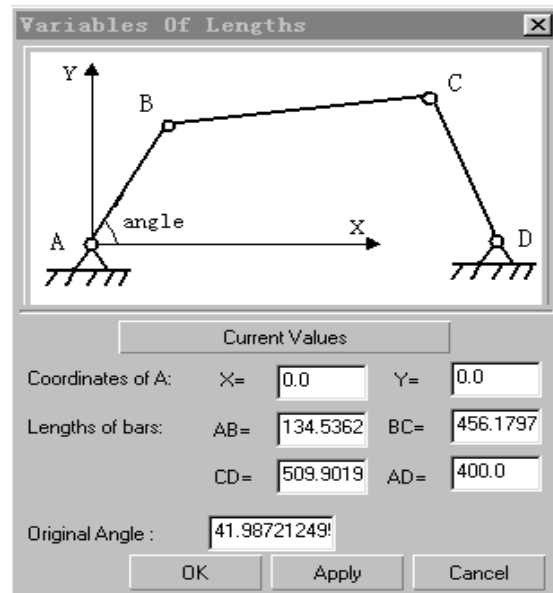 Variables Of Lengths
Y
B
C
angle
X
A
D
Current Values
Coordinates of A: X= 0.0 Y= 0.0
Lengths of bars: AB= 134.5362 BC= 456.1797
CD= 509.9019 AD= 400.0
Original Angle : 41.98721249
OK Apply Cancel